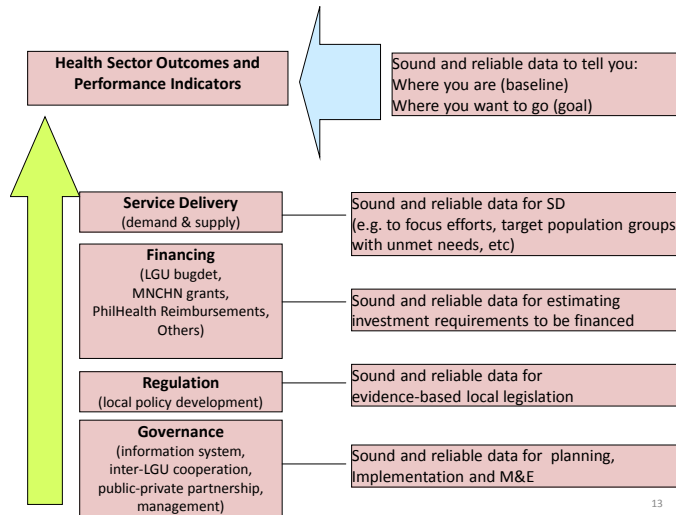 Health Sector Outcomes and
Performance Indicators
Sound and reliable data to tell you:
Where you are (baseline)
Where you want to go (goal)
Service Delivery
(demand & supply)
Sound and reliable data for SD
(e.g. to focus efforts, target population groups
with unmet needs, etc)
Financing
(LGU bugdet,
MNCHN grants,
PhilHealth Reimbursements,
Others)
Sound and reliable data for estimating
investment requirements to be financed
Regulation
(local policy development)
Sound and reliable data for
evidence-based local legislation
Governance
(information system,
inter-LGU cooperation,
public-private partnership,
management)
Sound and reliable data for planning,
Implementation and M&E
13